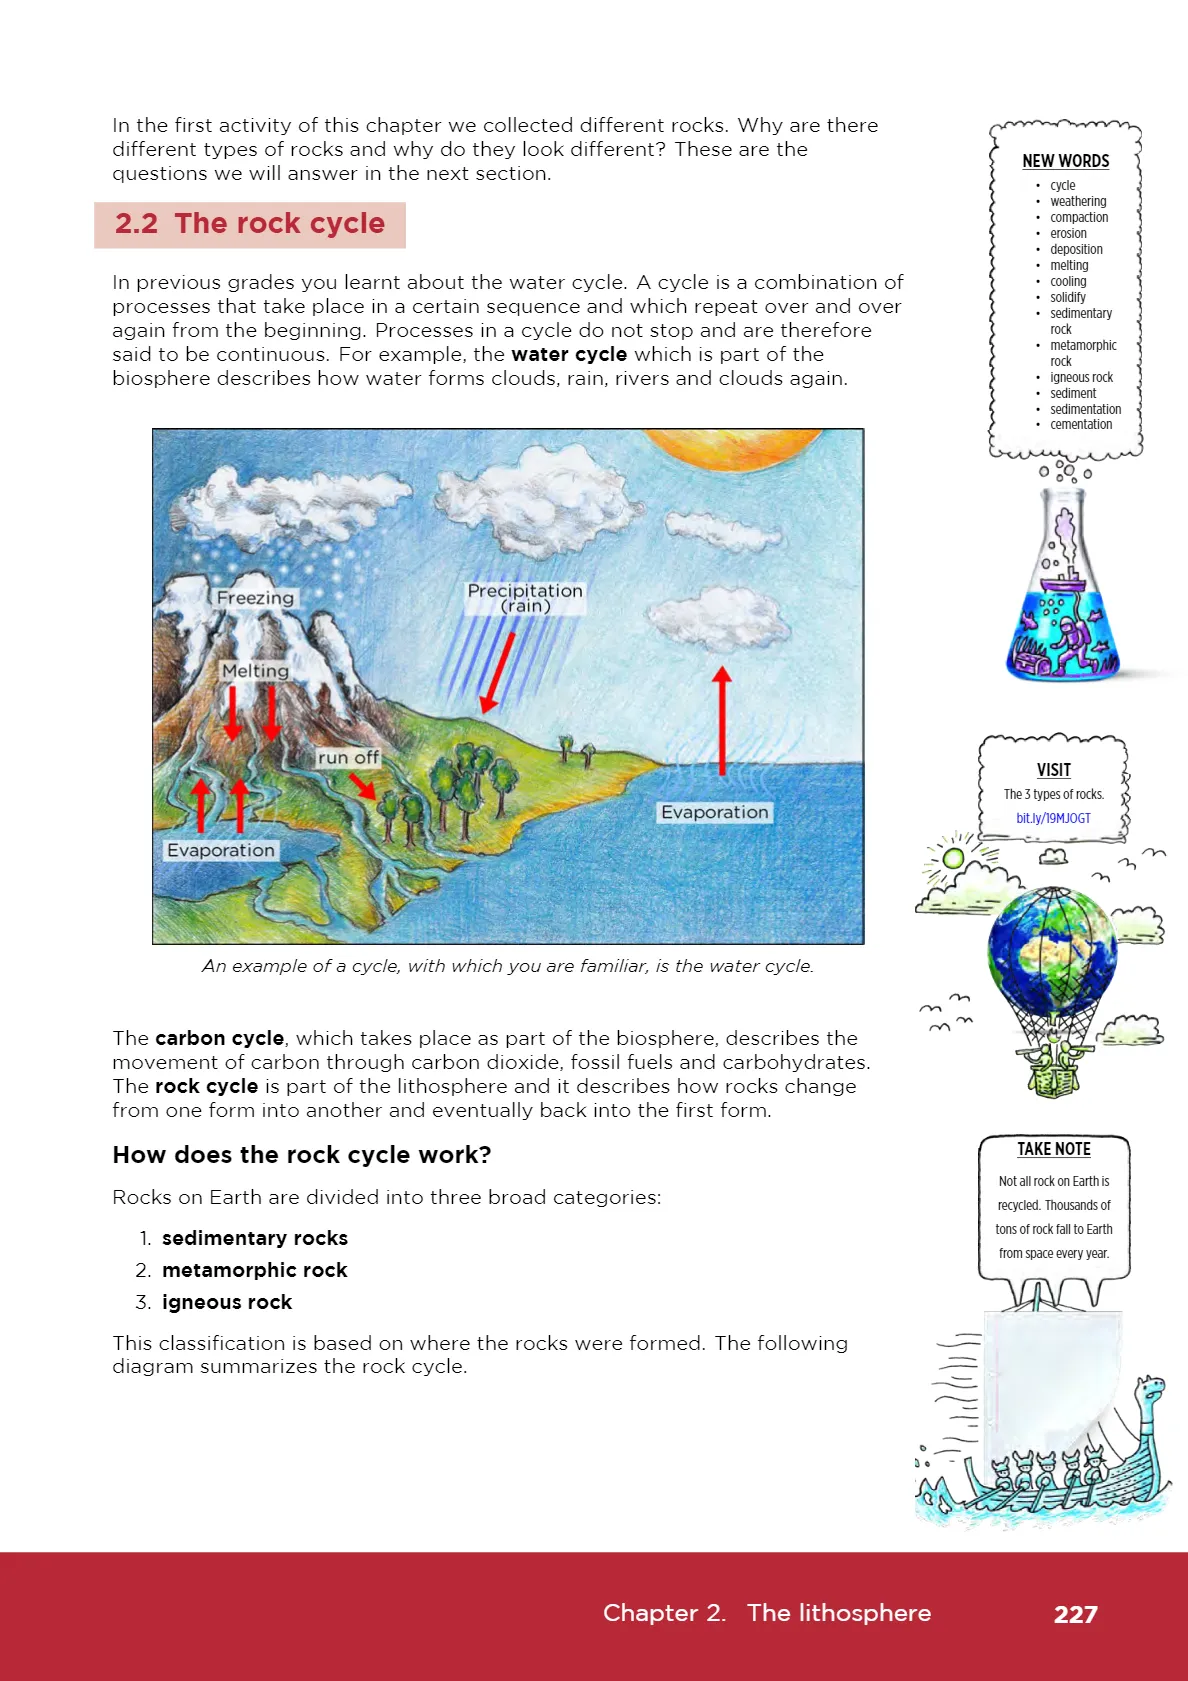 In the first activity of this chapter we collected different rocks. Why are there
different types of rocks and why do they look different? These are the
questions we will answer in the next section.
2.2 The rock cycle
In previous grades you learnt about the water cycle. A cycle is a combination of
processes that take place in a certain sequence and which repeat over and over
again from the beginning. Processes in a cycle do not stop and are therefore
said to be continuous. For example, the water cycle which is part of the
biosphere describes how water forms clouds, rain, rivers and clouds again.
Freezing
Precipitation
(rain)
Melting
run off
Evaporation
Evaporation
An example of a cycle, with which you are familiar, is the water cycle.
The carbon cycle, which takes place as part of the biosphere, describes the
movement of carbon through carbon dioxide, fossil fuels and carbohydrates.
The rock cycle is part of the lithosphere and it describes how rocks change
from one form into another and eventually back into the first form.
How does the rock cycle work?
Rocks on Earth are divided into three broad categories:
1. sedimentary rocks
2. metamorphic rock
3. igneous rock
This classification is based on where the rocks were formed. The following
diagram summarizes the rock cycle.
NEW WORDS
• cycle
• weathering
• compaction
• erosion
• deposition
• melting
• cooling
• solidify
• sedimentary
rock
• metamorphic
rock
• igneous rock
• sediment
• sedimentation
• cementation
VISIT
The 3 types of rocks.
bit.ly/19MJOGT
TAKE NOTE
Not all rock on Earth is
recycled. Thousands of
tons of rock fall to Earth
from space every year.
Chapter 2. The lithosphere
227